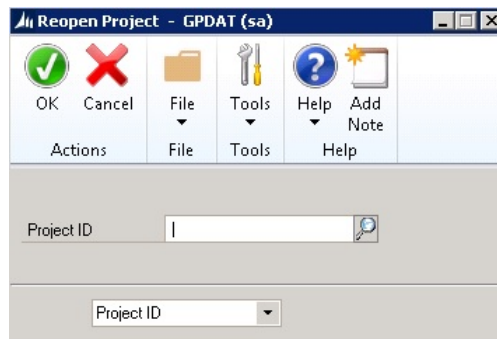 Reopen Project - GPDAT (sa)
OK Cancel File Tools Help Add Note
Actions File Tools Help
Project ID
Project ID